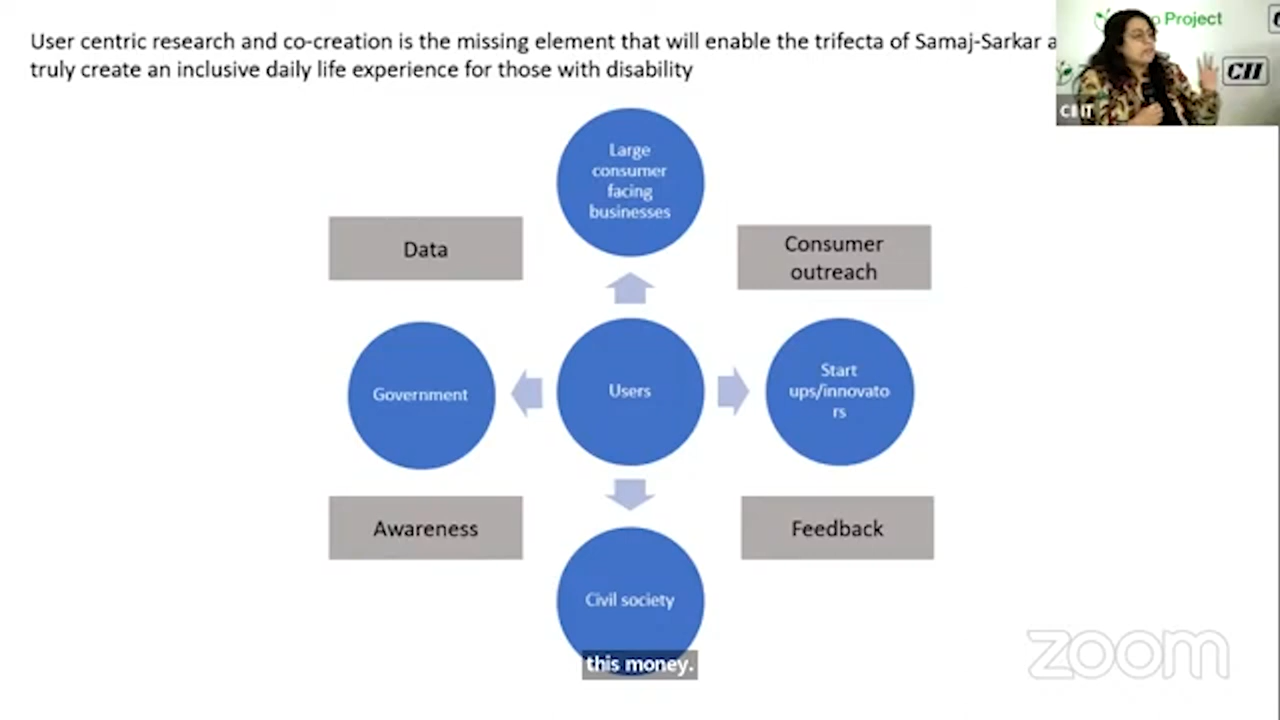 User centric research and co-creation is the missing element that will enable the trifecta of Samaj-Sarkar a
truly create an inclusive daily life experience for those with disability
Project
CII
Large
consumer
facing
businesses
Data
Consumer
outreach
Government
Users
Start
ups/innovato
rs
Awareness
Feedback
Civil society
this money.
zoom